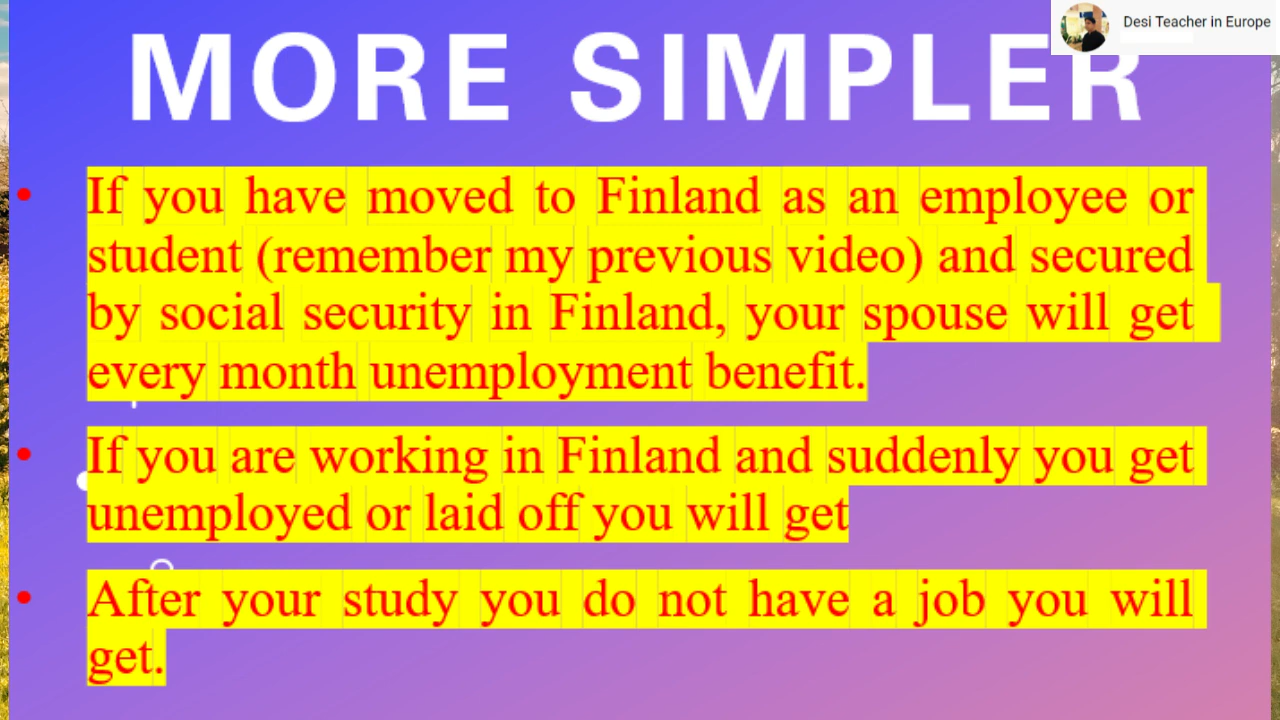 Desi Teacher in Europe
MORE SIMPLER
• If you have moved to Finland as an employee or
student (remember my previous video) and secured
by social security in Finland, your spouse will get
every month unemployment benefit.
• If you are working in Finland and suddenly you get
unemployed or laid off you will get
• After your study you do not have a job you will
get.